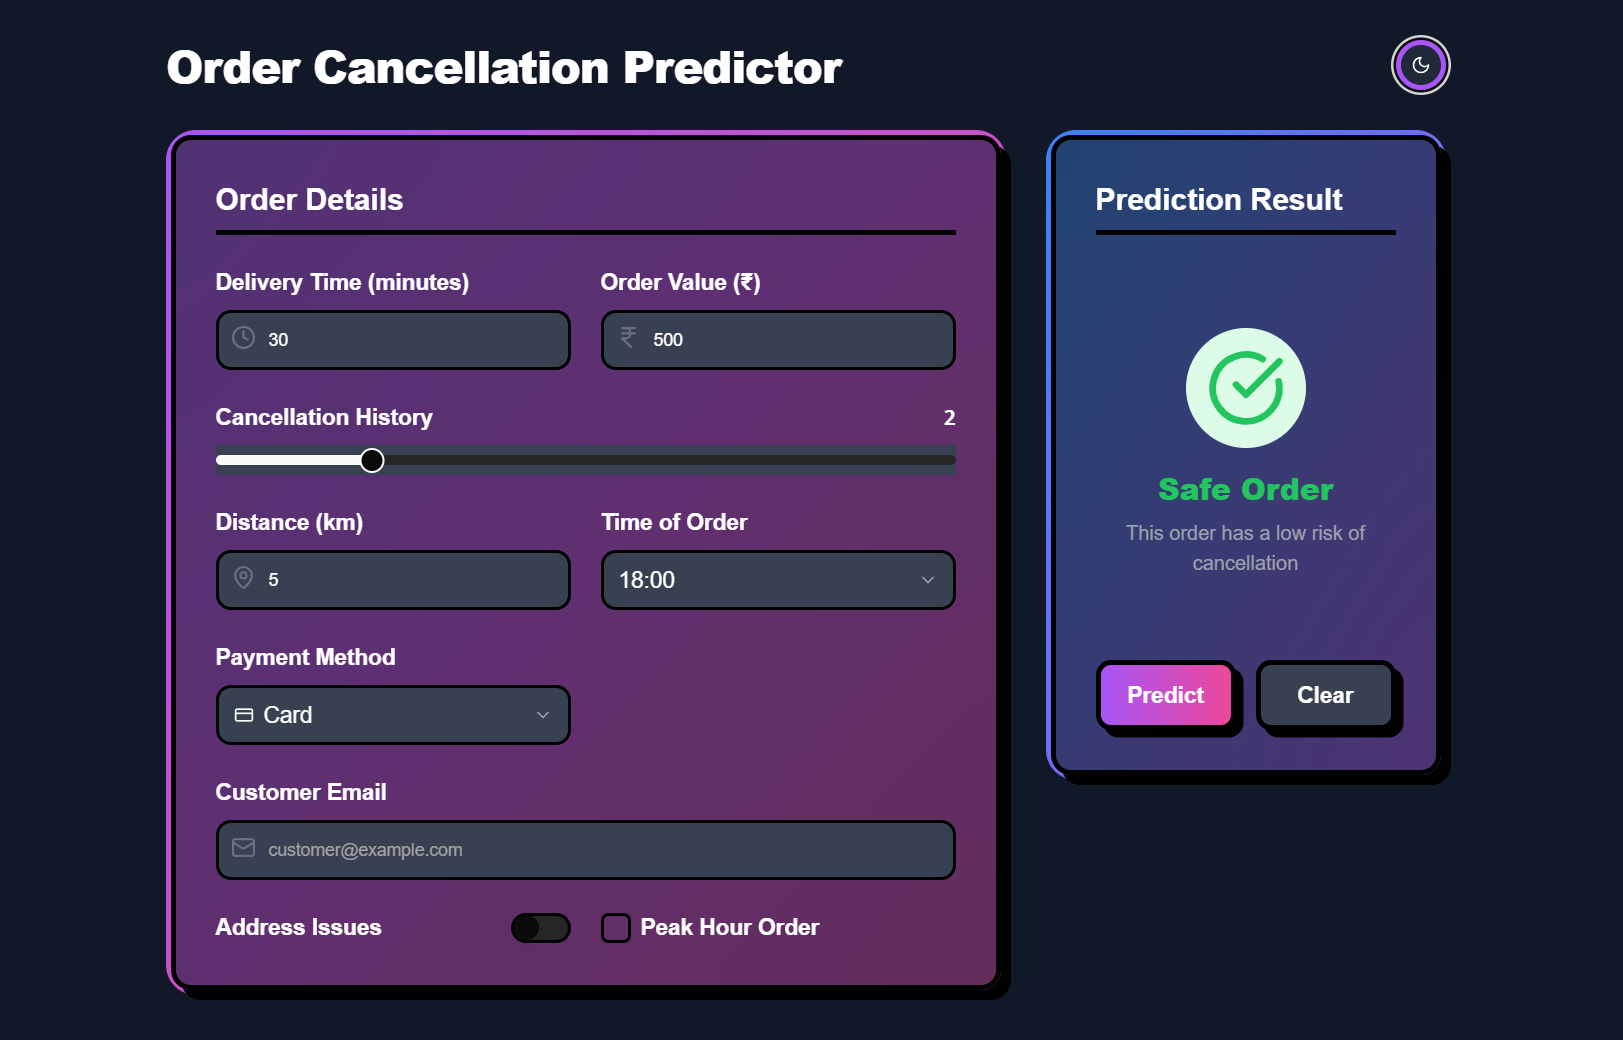 Order Cancellation Predictor
Order Details
Delivery Time (minutes)
Order Value (₹)
30
₹ 500
Cancellation History
2
Distance (km)
Time of Order
5
18:00
Payment Method
Card
Customer Email
customer@example.com
Address Issues
Peak Hour Order
Prediction Result
Safe Order
This order has a low risk of
cancellation
Predict
Clear